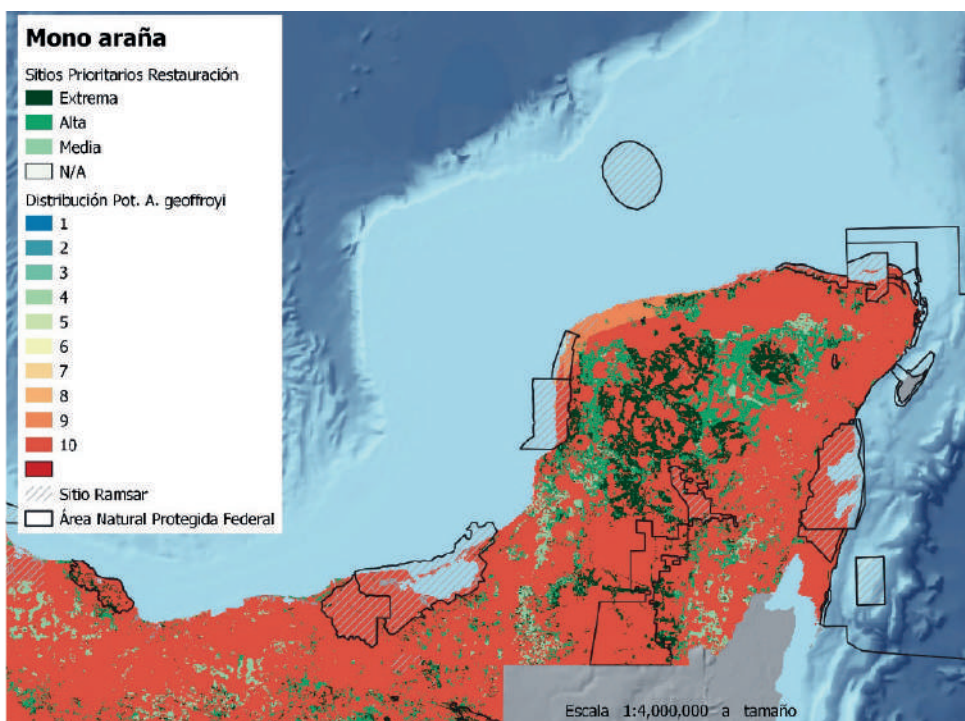 Mono araña
Sitios Prioritarios Restauración
Extrema
Alta
Media
N/A
Distribución Pot. A. geoffroyi
1
2
3
4
5
6
7
8
9
10
Sitio Ramsar
Área Natural Protegida Federal
Escala 1:4,000,000 a tamaño